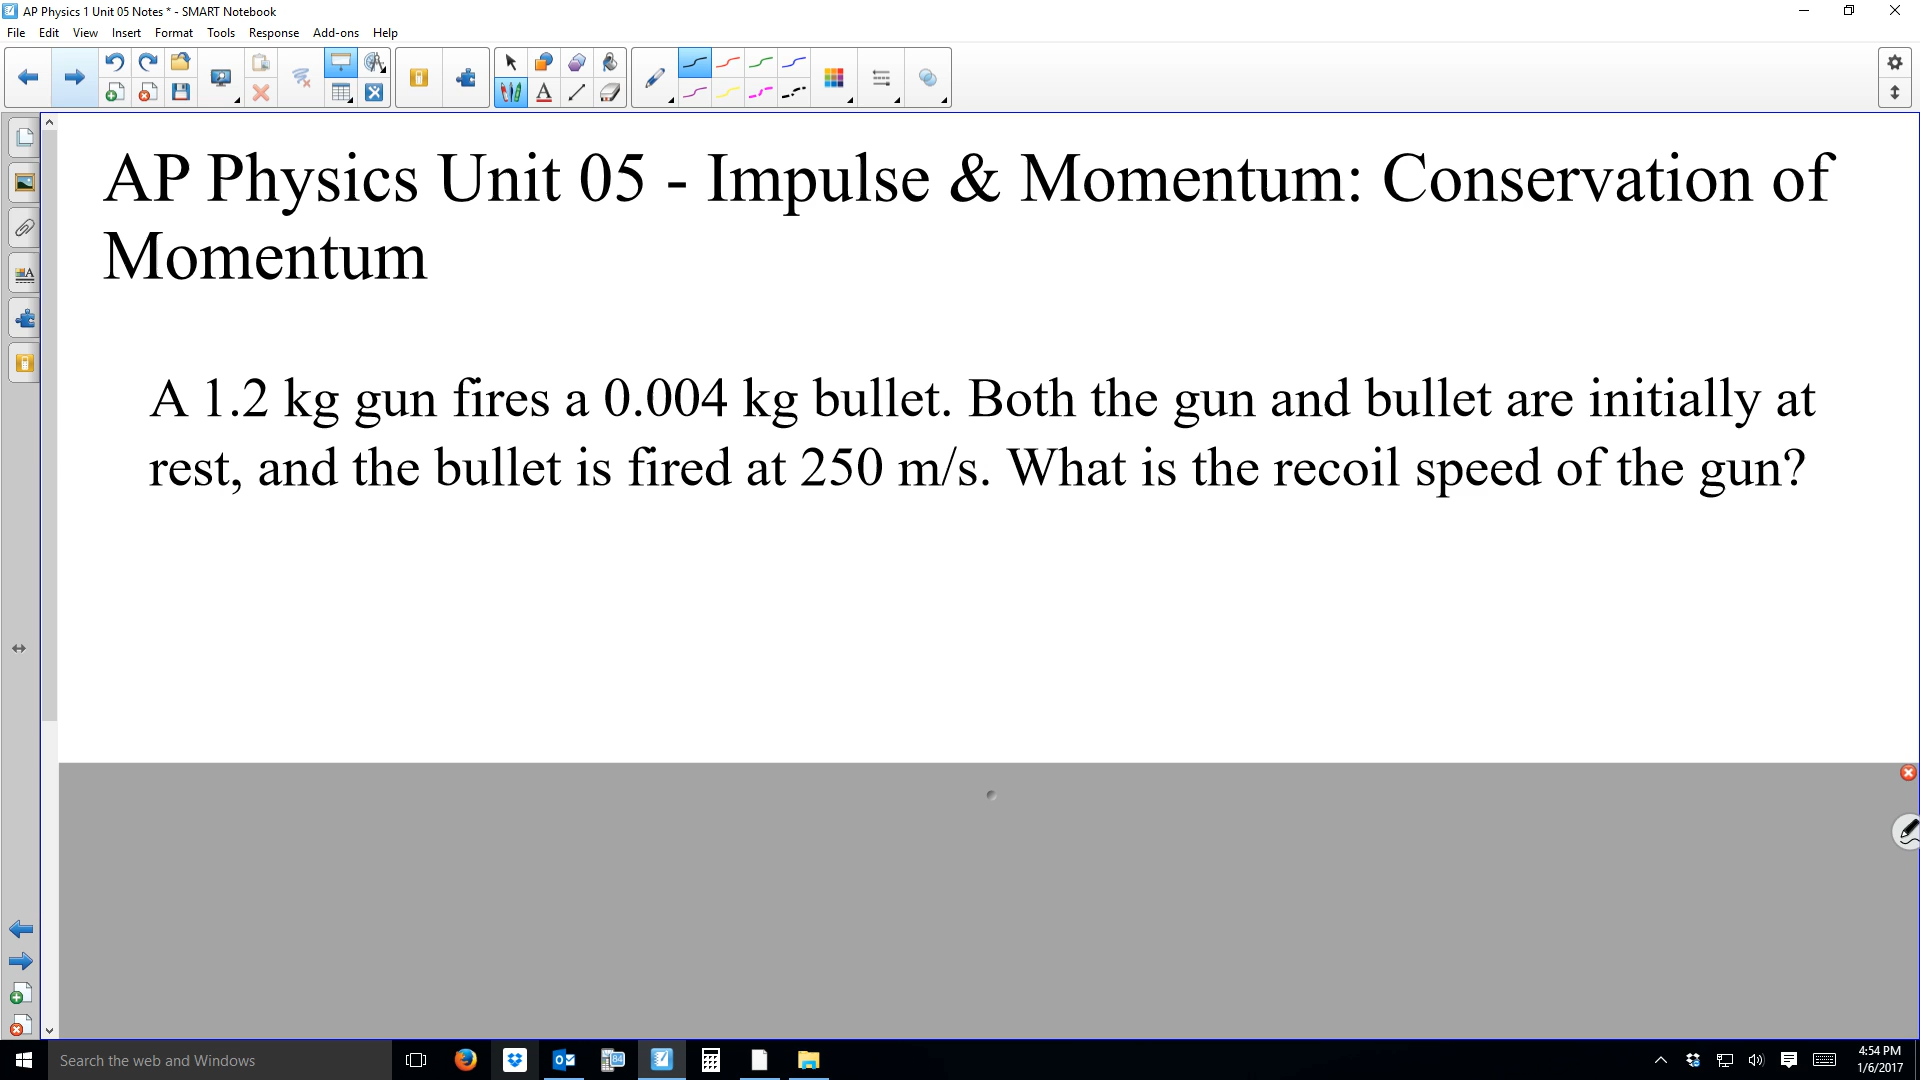 AP Physics 1 Unit 05 Notes * - SMART Notebook
File Edit View Insert Format Tools Response Add-ons Help
AP Physics Unit 05 - Impulse & Momentum: Conservation of
Momentum
A 1.2 kg gun fires a 0.004 kg bullet. Both the gun and bullet are initially at
rest, and the bullet is fired at 250 m/s. What is the recoil speed of the gun?
Search the web and Windows
4:54 PM
1/6/2017